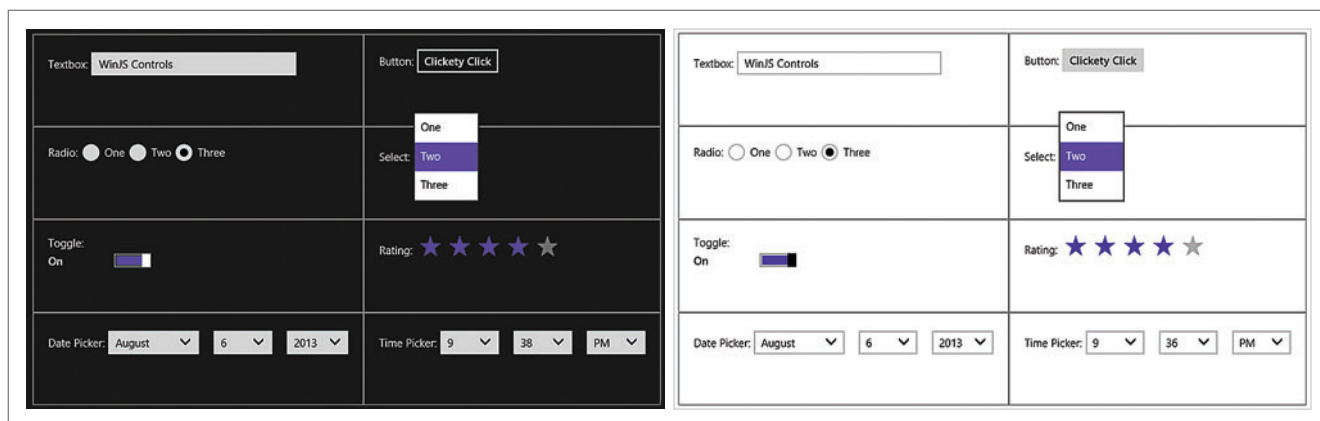 Textbox: WinJS Controls
Button: Clickety Click
Radio: One Two Three
Select:
One
Two
Three
Toggle:
On
Rating:
Date Picker: August 6 2013
Time Picker: 9 38 PM
Textbox: WinJS Controls
Button: Clickety Click
Radio: One Two Three
Select:
One
Two
Three
Toggle:
On
Rating:
Date Picker: August 6 2013
Time Picker: 9 36 PM